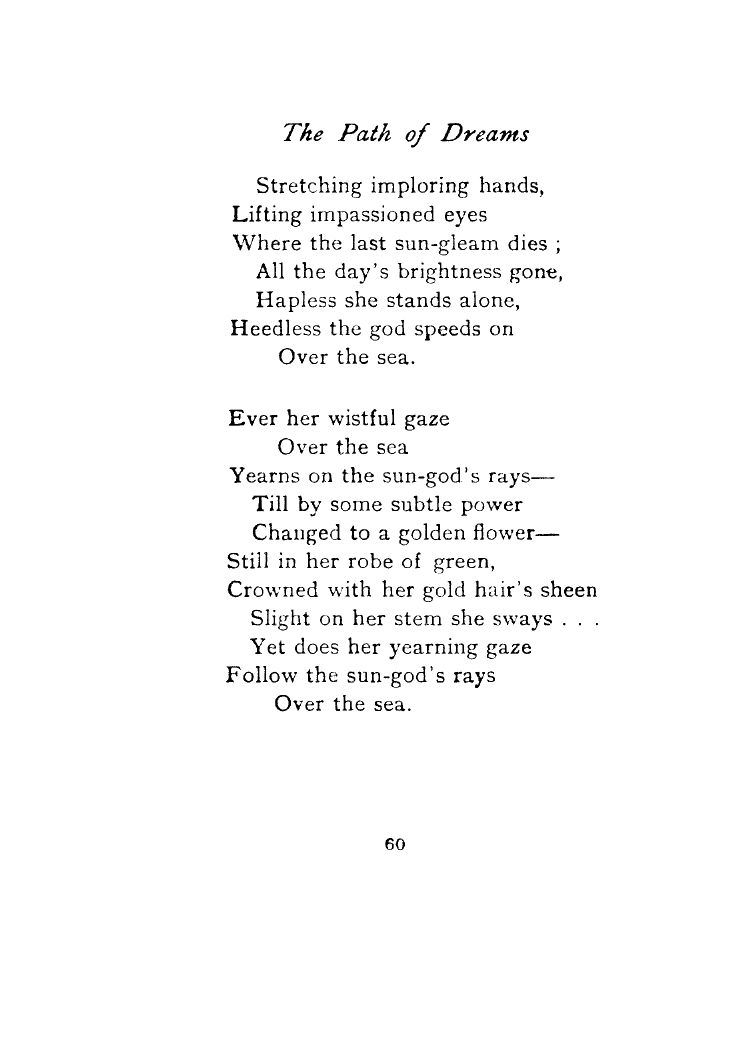 The Path of Dreams
Stretching imploring hands,
Lifting impassioned eyes
Where the last sun-gleam dies ;
All the day's brightness gone,
Hapless she stands alone,
Heedless the god speeds on
Over the sea.
Ever her wistful gaze
Over the sea
Yearns on the sun-god's rays—
Till by some subtle power
Changed to a golden flower—
Still in her robe of green,
Crowned with her gold hair's sheen
Slight on her stem she sways . . .
Yet does her yearning gaze
Follow the sun-god's rays
Over the sea.
60